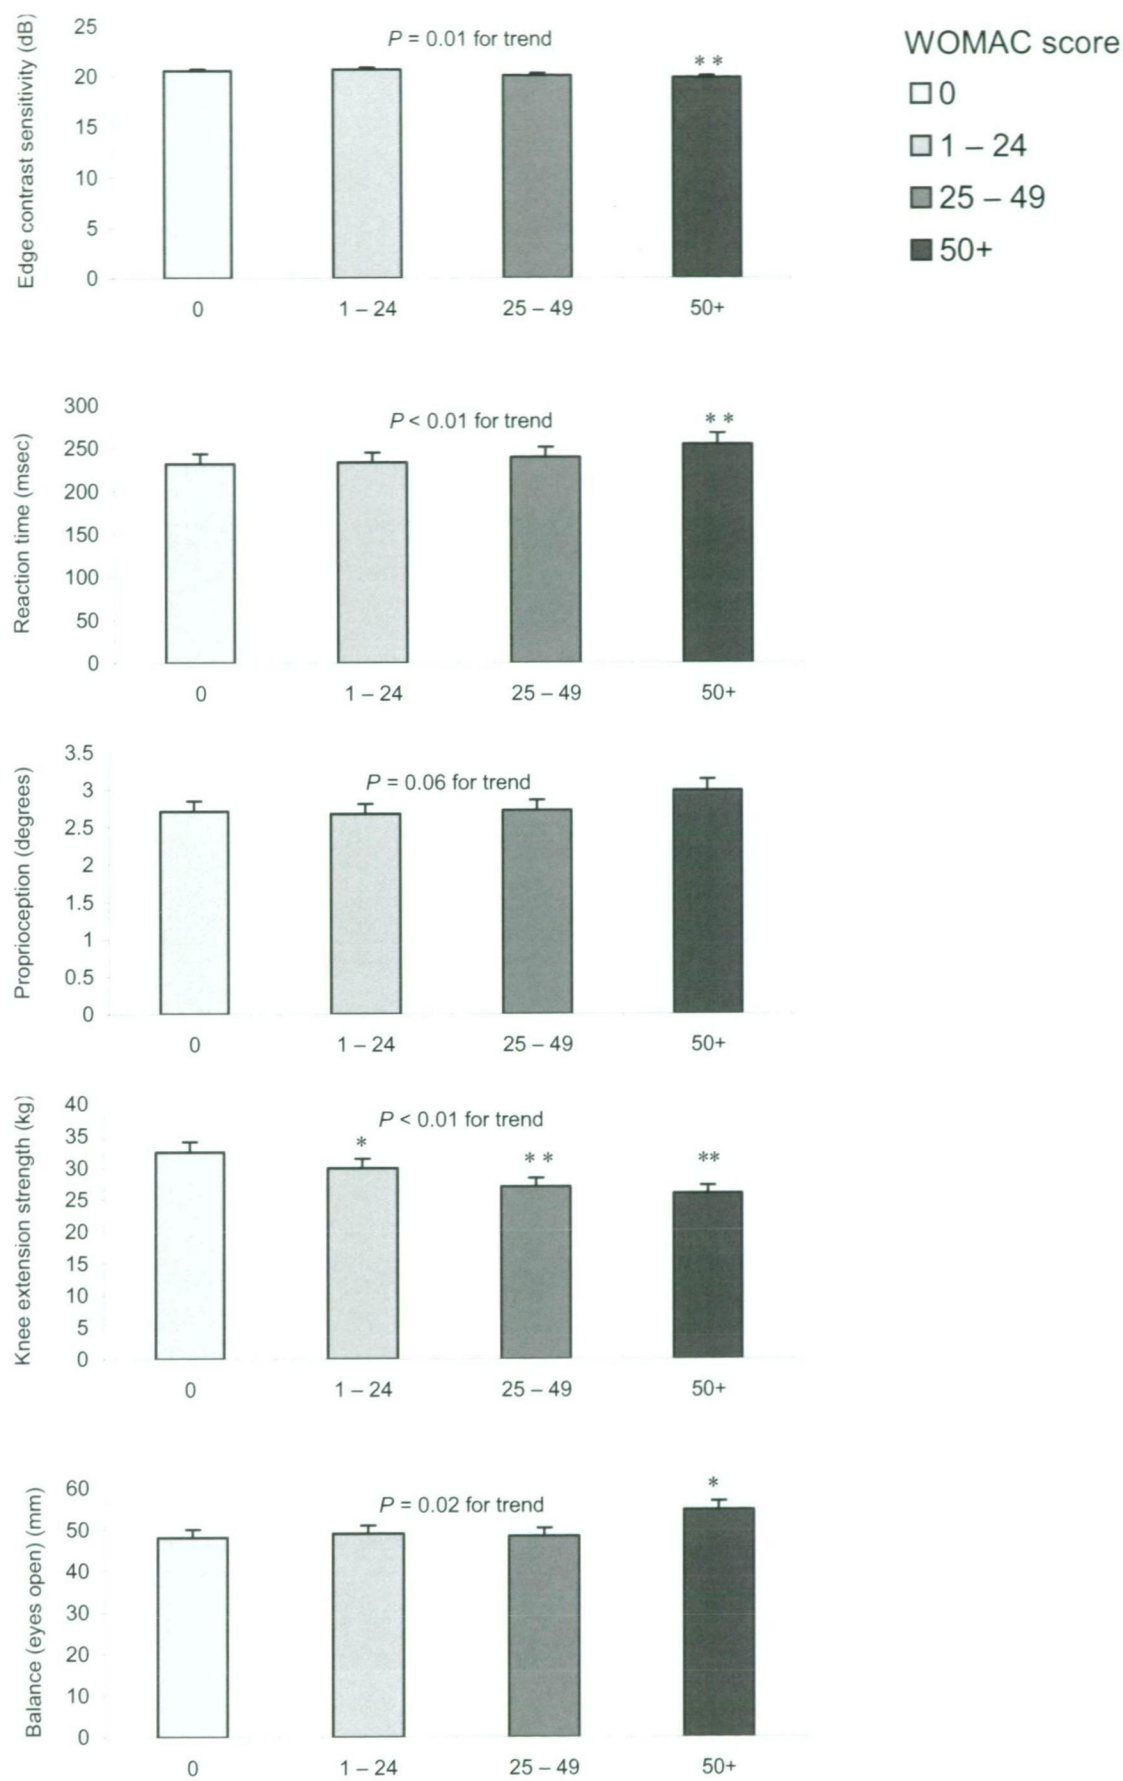 Edge contrast sensitivity (dB)
25
20
15
10
5
0
P = 0.01 for trend
* *
0
1 – 24
25 – 49
50+
WOMAC score
0
1 – 24
25 – 49
50+
Reaction time (msec)
300
250
200
150
100
50
0
P < 0.01 for trend
* *
0
1 – 24
25 – 49
50+
Proprioception (degrees)
3.5
3
2.5
2
1.5
1
0.5
0
P = 0.06 for trend
0
1 – 24
25 – 49
50+
Knee extension strength (kg)
40
35
30
25
20
15
10
5
0
P < 0.01 for trend
*
* *
**
0
1 – 24
25 – 49
50+
Balance (eyes open) (mm)
60
50
40
30
20
10
0
P = 0.02 for trend
*
0
1 – 24
25 – 49
50+